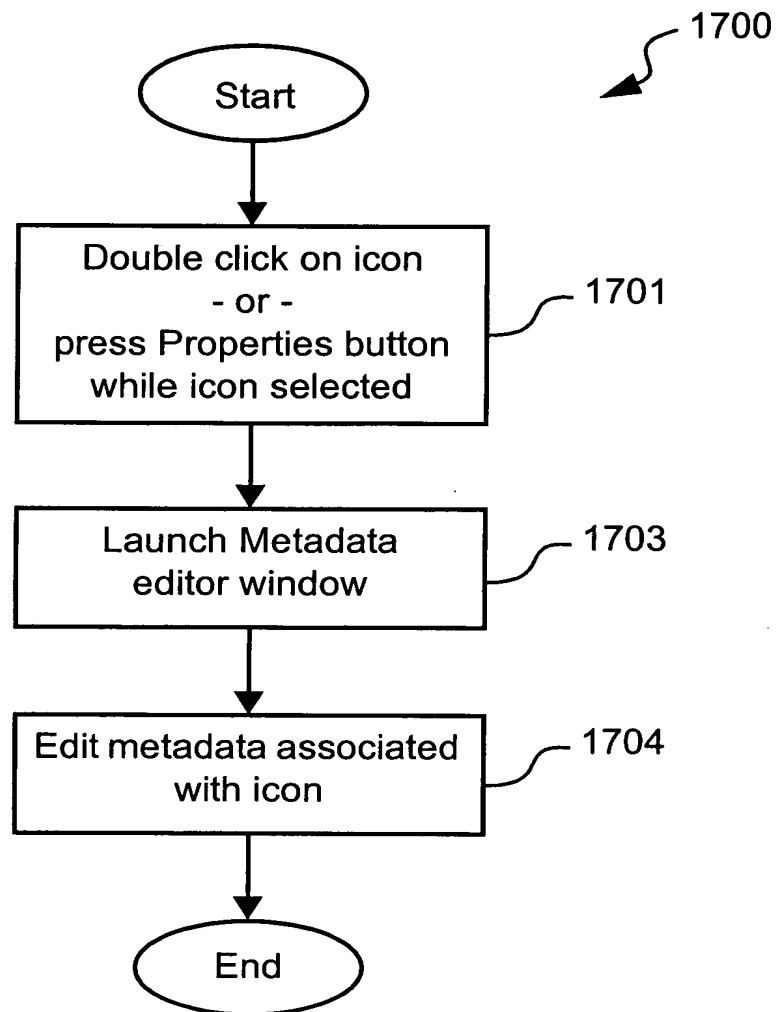 1700
Start
Double click on icon
- or -
press Properties button
while icon selected
1701
Launch Metadata
editor window
1703
Edit metadata associated
with icon
1704
End